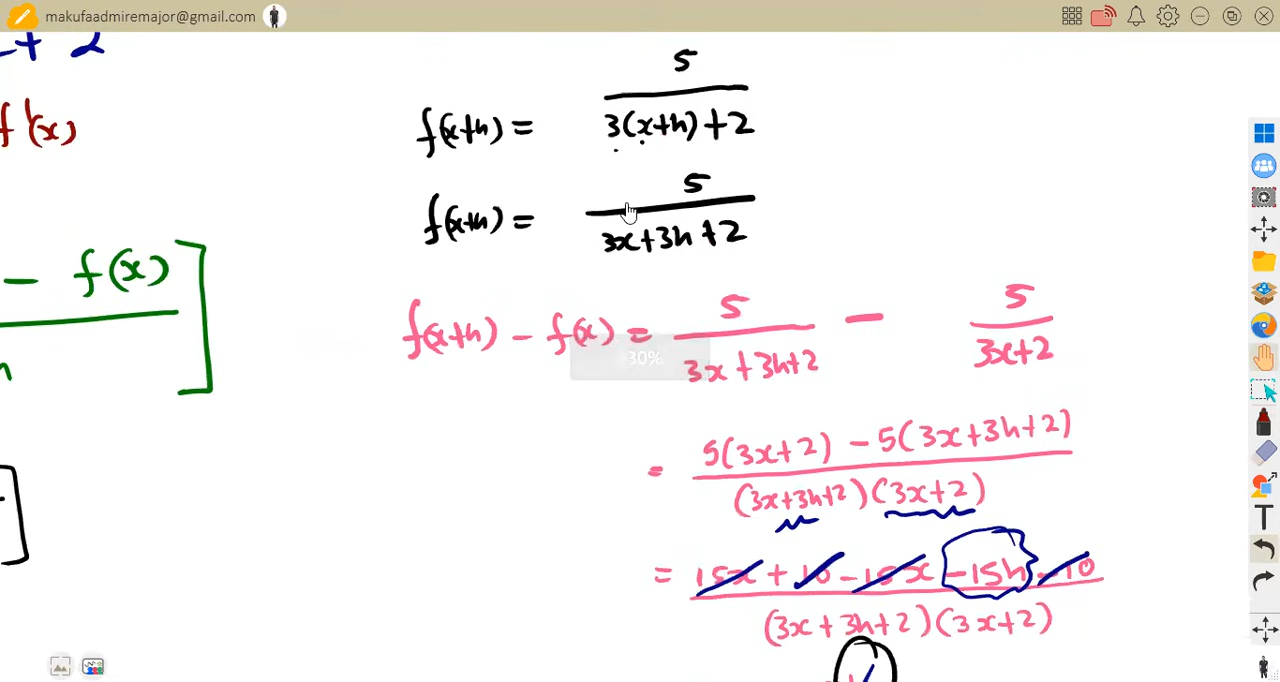 makufaadmiremajor@gmail.com
+ 2
f'(x)
- f(x)
h
f(x+h) = 5 / 3(x+h)+2
f(x+h) = 5 / 3x+3h+2
f(x+h) - f(x) = 5 / 3x+3h+2 - 5 / 3x+2
30%
= 5(3x+2) - 5(3x+3h+2) / (3x+3h+2)(3x+2)
= 15x + 10 - 15x - 15h - 10 / (3x+3h+2)(3x+2)